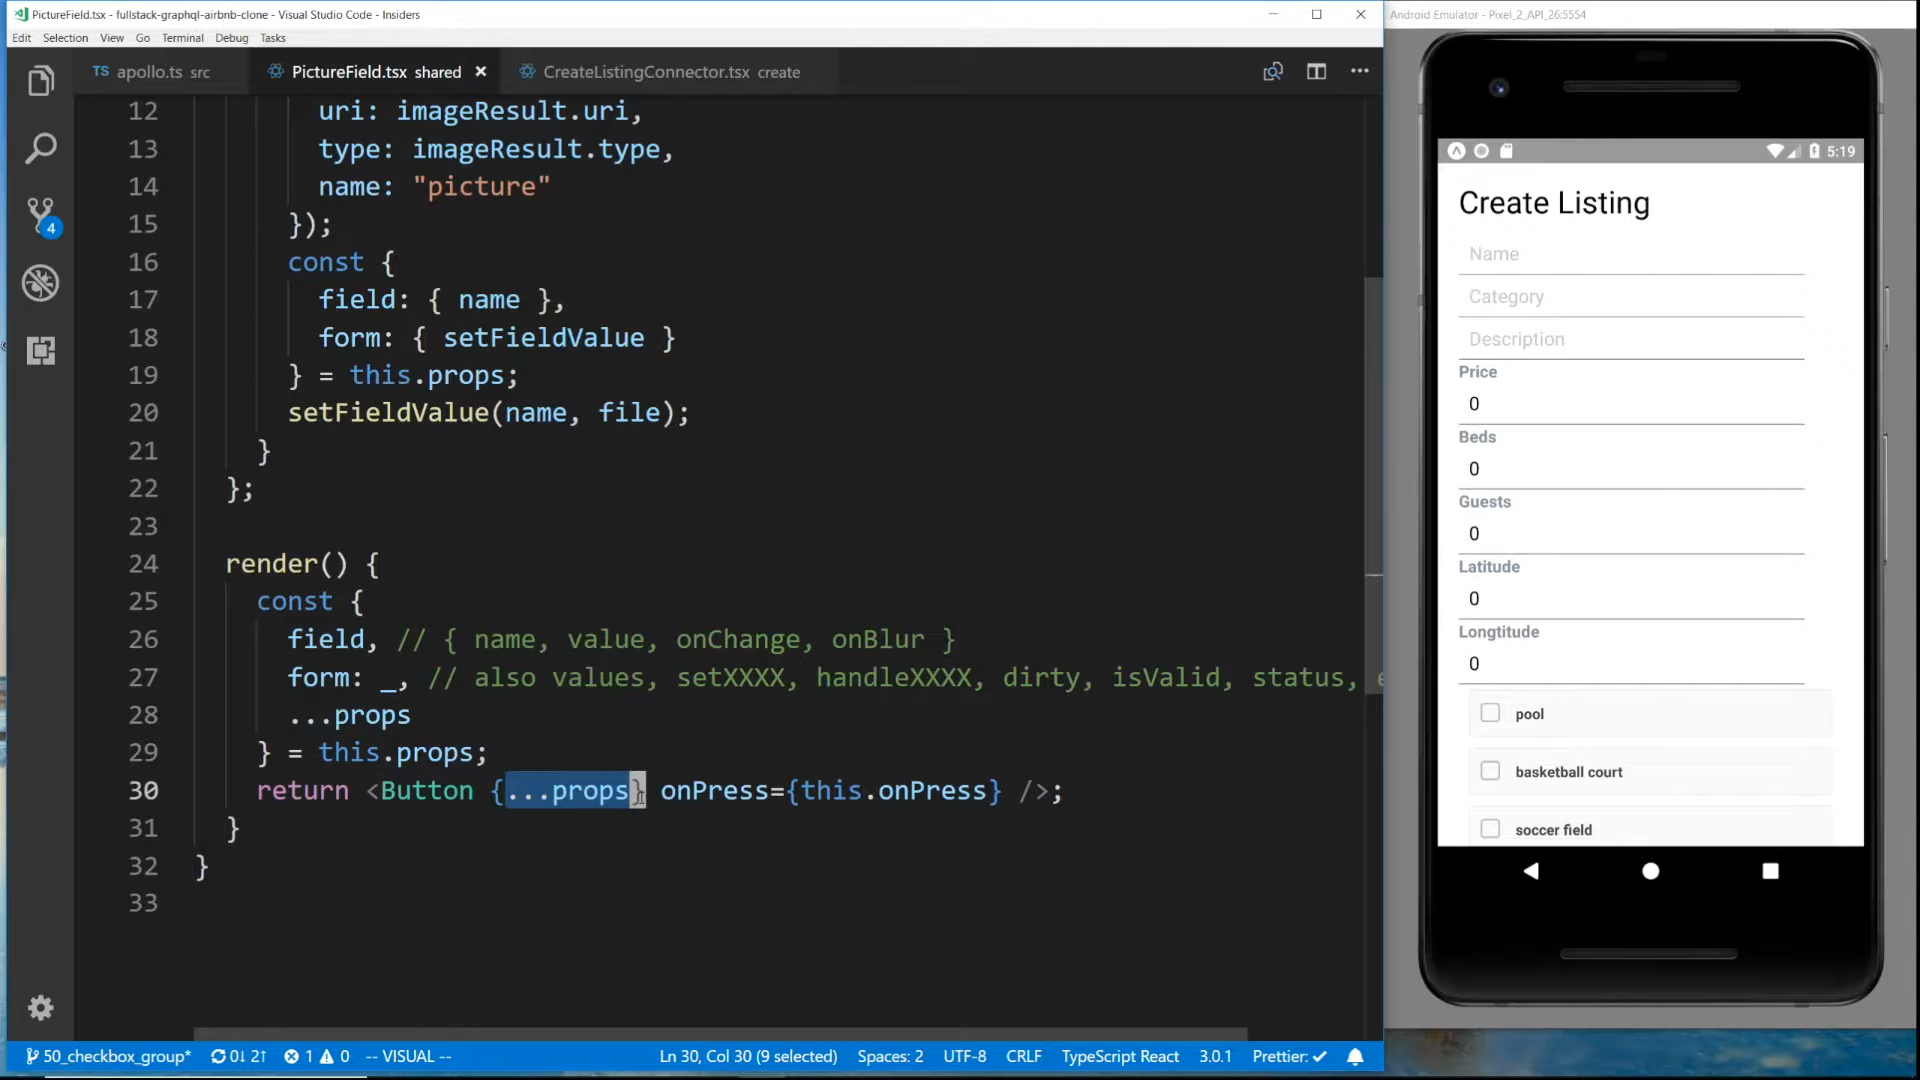 PictureField.tsx - fullstack-graphql-airbnb-clone - Visual Studio Code - Insiders
Edit Selection View Go Terminal Debug Tasks
TS apollo.ts src
PictureField.tsx shared
CreateListingConnector.tsx create
12 uri: imageResult.uri,
13 type: imageResult.type,
14 name: "picture"
15 });
16 const {
17 field: { name },
18 form: { setFieldValue }
19 } = this.props;
20 setFieldValue(name, file);
21 }
22 };
23
24 render() {
25 const {
26 field, // { name, value, onChange, onBlur }
27 form: _, // also values, setXXXX, handleXXXX, dirty, isValid, status,
28 ...props
29 } = this.props;
30 return <Button {...props} onPress={this.onPress} />;
31 }
32 }
33
4
50_checkbox_group* 0↓ 2↑ 1 0 -- VISUAL -- Ln 30, Col 30 (9 selected) Spaces: 2 UTF-8 CRLF TypeScript React 3.0.1 Prettier: ✓
Android Emulator - Pixel_2_API_26:5554
5:19
Create Listing
Name
Category
Description
Price
0
Beds
0
Guests
0
Latitude
0
Longtitude
0
pool
basketball court
soccer field